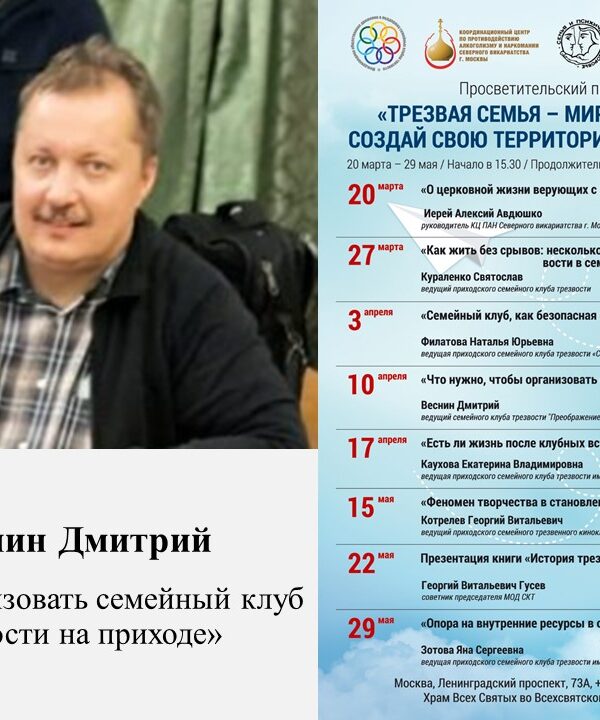 нин Дмитрий
изовать семейный клуб
ости на приходе»
КООРДИНАЦИОННЫЙ ЦЕНТР
ПО ПРОТИВОДЕЙСТВИЮ
АЛКОГОЛИЗМУ И НАРКОМАНИИ
СЕВЕРНОГО ВИКАРИАТСТВА
Г. МОСКВЫ
Просветительский п
«ТРЕЗВАЯ СЕМЬЯ – МИР
СОЗДАЙ СВОЮ ТЕРРИТОРИ
20 марта – 29 мая / Начало в 15.30 / Продолжитель
20 марта «О церковной жизни верующих с
Иерей Алексий Авдюшко
руководитель КЦ ПАН Северного викариатства г. Мос
27 марта «Как жить без срывов: несколько
вости в сем
Кураленко Святослав
ведущий приходского семейного клуба трезвости
3 апреля «Семейный клуб, как безопасная
Филатова Наталья Юрьевна
ведущая приходского семейного клуба трезвости «С
10 апреля «Что нужно, чтобы организовать
Веснин Дмитрий
ведущий семейного клуба трезвости "Преображение
17 апреля «Есть ли жизнь после клубных вс
Каухова Екатерина Владимировна
ведущая приходского семейного клуба трезвости им
15 мая «Феномен творчества в становлен
Котрелев Георгий Витальевич
ведущий приходского семейного трезвенного кинокл
22 мая Презентация книги «История трез
Георгий Витальевич Гусев
советник председателя МОД СКТ
29 мая «Опора на внутренние ресурсы в с
Зотова Яна Сергеевна
ведущая приходского семейного клуба трезвости им
Москва, Ленинградский проспект, 73А, +
Храм Всех Святых во Всехсвятском